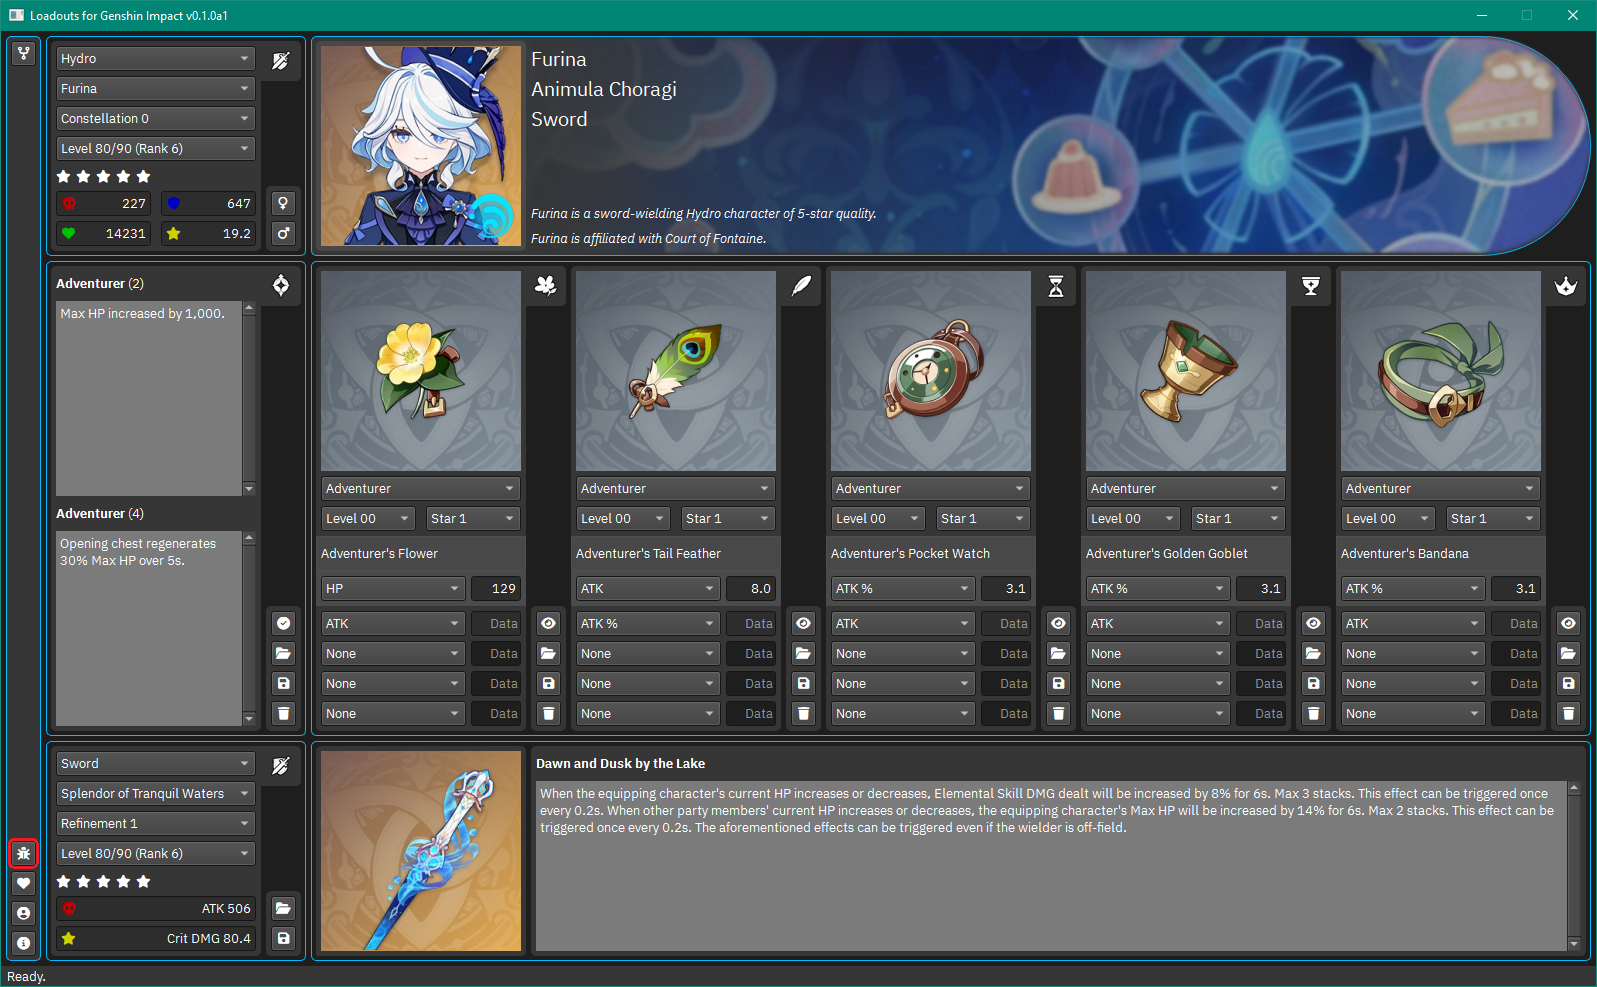 Loadouts for Genshin Impact v0.1.0a1
Hydro
Furina
Constellation 0
Level 80/90 (Rank 6)
227
647
14231
19.2
Furina
Animula Choragi
Sword
Furina is a sword-wielding Hydro character of 5-star quality.
Furina is affiliated with Court of Fontaine.
Adventurer (2)
Max HP increased by 1,000.
Adventurer (4)
Opening chest regenerates
30% Max HP over 5s.
Adventurer
Level 00
Star 1
Adventurer's Flower
HP
129
ATK
Data
None
Data
None
Data
None
Data
Adventurer
Level 00
Star 1
Adventurer's Tail Feather
ATK
8.0
ATK %
Data
None
Data
None
Data
None
Data
Adventurer
Level 00
Star 1
Adventurer's Pocket Watch
ATK %
3.1
ATK
Data
None
Data
None
Data
None
Data
Adventurer
Level 00
Star 1
Adventurer's Golden Goblet
ATK %
3.1
ATK
Data
None
Data
None
Data
None
Data
Adventurer
Level 00
Star 1
Adventurer's Bandana
ATK %
3.1
ATK
Data
None
Data
None
Data
None
Data
Sword
Splendor of Tranquil Waters
Refinement 1
Level 80/90 (Rank 6)
ATK 506
Crit DMG 80.4
Dawn and Dusk by the Lake
When the equipping character's current HP increases or decreases, Elemental Skill DMG dealt will be increased by 8% for 6s. Max 3 stacks. This effect can be triggered once
every 0.2s. When other party members' current HP increases or decreases, the equipping character's Max HP will be increased by 14% for 6s. Max 2 stacks. This effect can be
triggered once every 0.2s. The aforementioned effects can be triggered even if the wielder is off-field.
Ready.